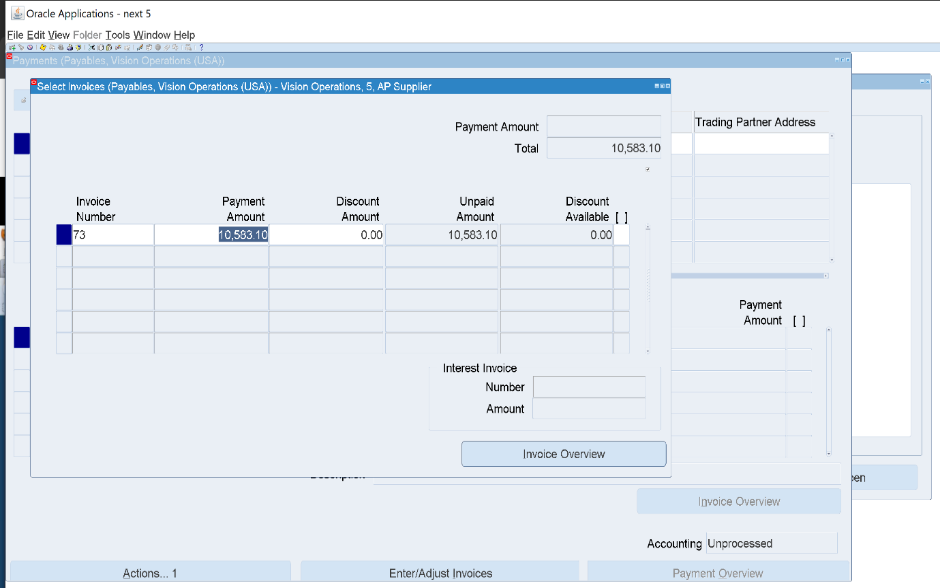 Oracle Applications - next 5
File Edit View Folder Tools Window Help
Payments (Payables, Vision Operations (USA))
Select Invoices (Payables, Vision Operations (USA)) - Vision Operations, 5, AP Supplier
Payment Amount
Total 10,583.10
Trading Partner Address
Invoice Number Payment Amount Discount Amount Unpaid Amount Discount Available [ ]
73 10,583.10 0.00 10,583.10 0.00
Payment Amount [ ]
Interest Invoice
Number
Amount
Invoice Overview
Description
Invoice Overview
Accounting Unprocessed
Actions... 1 Enter/Adjust Invoices Payment Overview